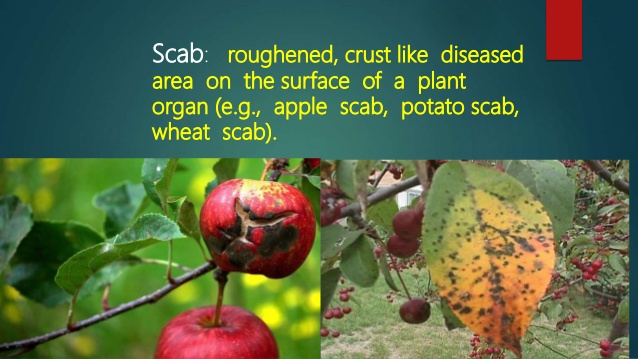 Scab: roughened, crust like diseased
area on the surface of a plant
organ (e.g., apple scab, potato scab,
wheat scab).